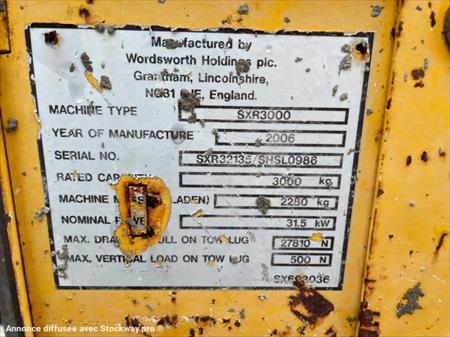 Manufactured by
Wordsworth Holdings plc.
Grantham, Lincolnshire,
England.
MACHINE TYPE SXR3000
YEAR OF MANUFACTURE 2006
SERIAL NO. SXR32135/SHSL0986
RATED 3000 kg
MACHINE (LADEN) 2280 kg
NOMINAL 31.5 kW
MAX. PULL ON TOW LUG 27810 N
MAX. VERTICAL LOAD ON TOW LUG 500 N
Annonce diffusée avec Stockway.pro ®